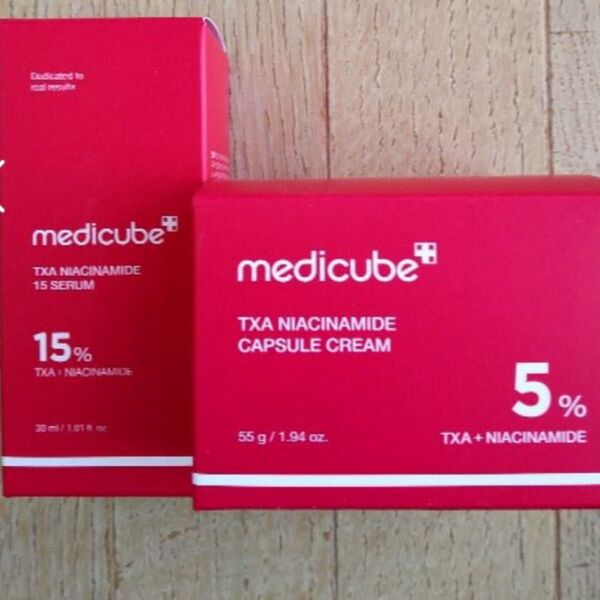 Dedicated to
real results
medicube
TXA NIACINAMIDE
15 SERUM
15%
TXA + NIACINAMIDE
30 ml / 1.01 fl. oz.
medicube
TXA NIACINAMIDE
CAPSULE CREAM
5%
55 g / 1.94 oz.
TXA + NIACINAMIDE